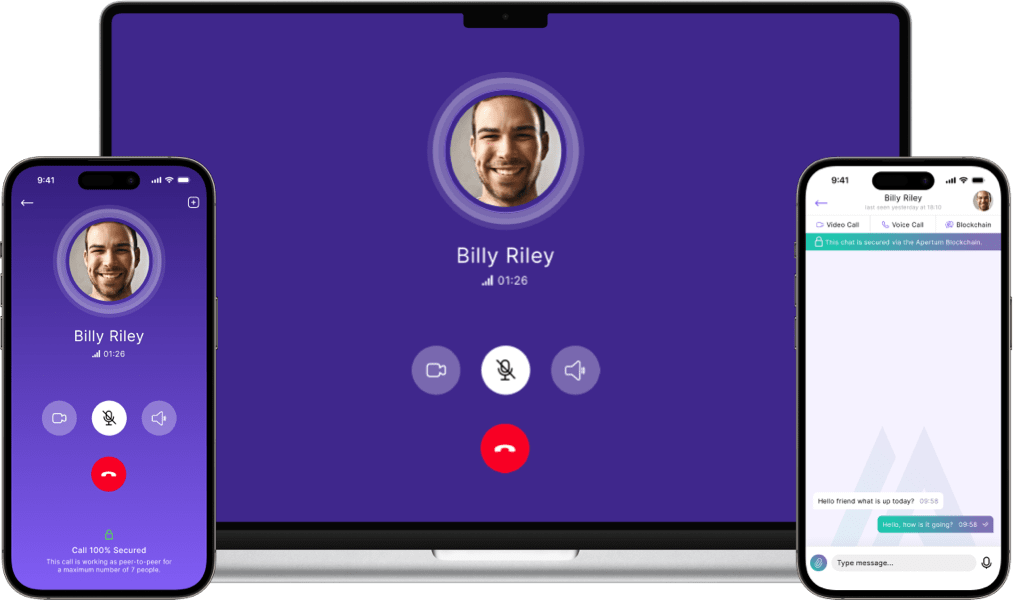 9:41
Billy Riley
01:26
Call 100% Secured
This call is working as peer-to-peer for
a maximum number of 7 people.
Billy Riley
01:26
9:41
Billy Riley
last seen yesterday at 18:10
Video Call
Voice Call
Blockchain
This chat is secured via the Apertum Blockchain.
Hello friend what is up today? 09:58
Hello, how is it going? 09:58
Type message...